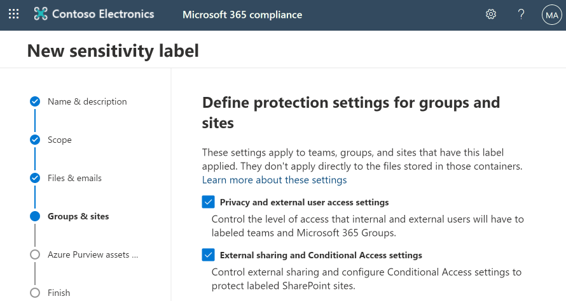 Contoso Electronics Microsoft 365 compliance ? MA
New sensitivity label
Name & description
Scope
Files & emails
Groups & sites
Azure Purview assets ...
Finish
Define protection settings for groups and
sites
These settings apply to teams, groups, and sites that have this label
applied. They don't apply directly to the files stored in those containers.
Learn more about these settings
Privacy and external user access settings
Control the level of access that internal and external users will have to
labeled teams and Microsoft 365 Groups.
External sharing and Conditional Access settings
Control external sharing and configure Conditional Access settings to
protect labeled SharePoint sites.